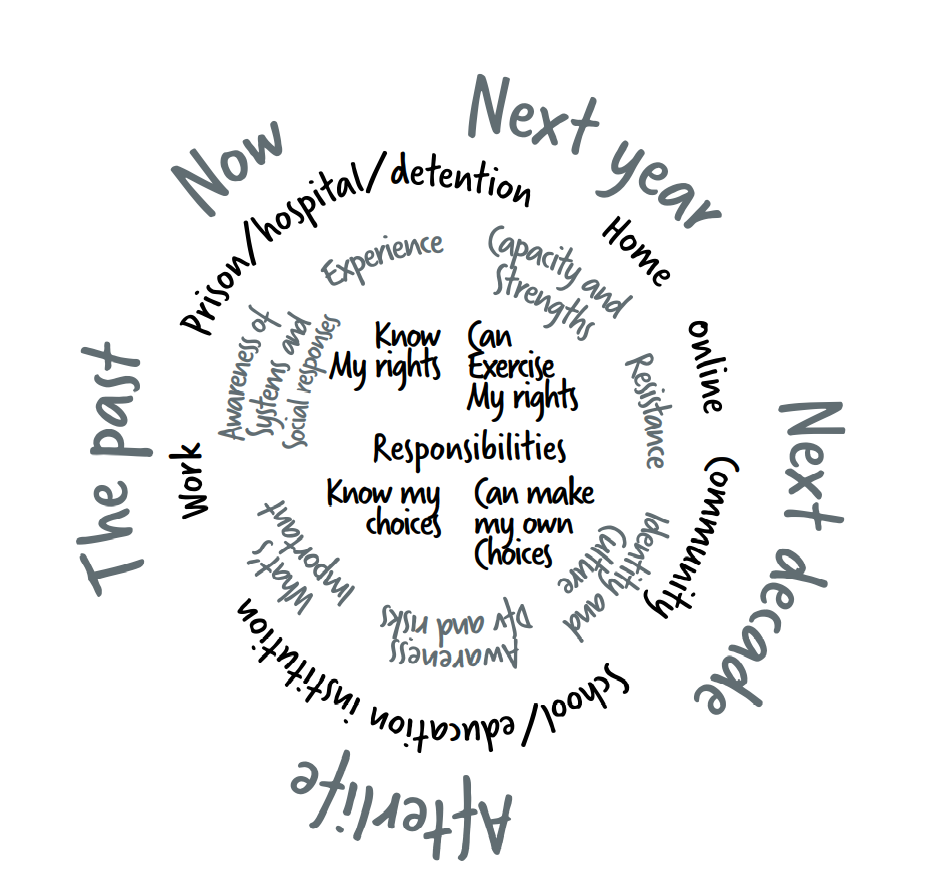 Now
Next year
Next decade
Afterlife
The past
Prison/hospital/detention
Home
online
Community
School/education institution
Work
Experience
Capacity and
Strengths
Resistance
Identity and
Culture
Awareness
Dfv and risks
What's
Important
Awareness of
Systems and
Social responses
Know
My rights
Can
Exercise
My rights
Responsibilities
Know my
choices
Can make
my own
Choices